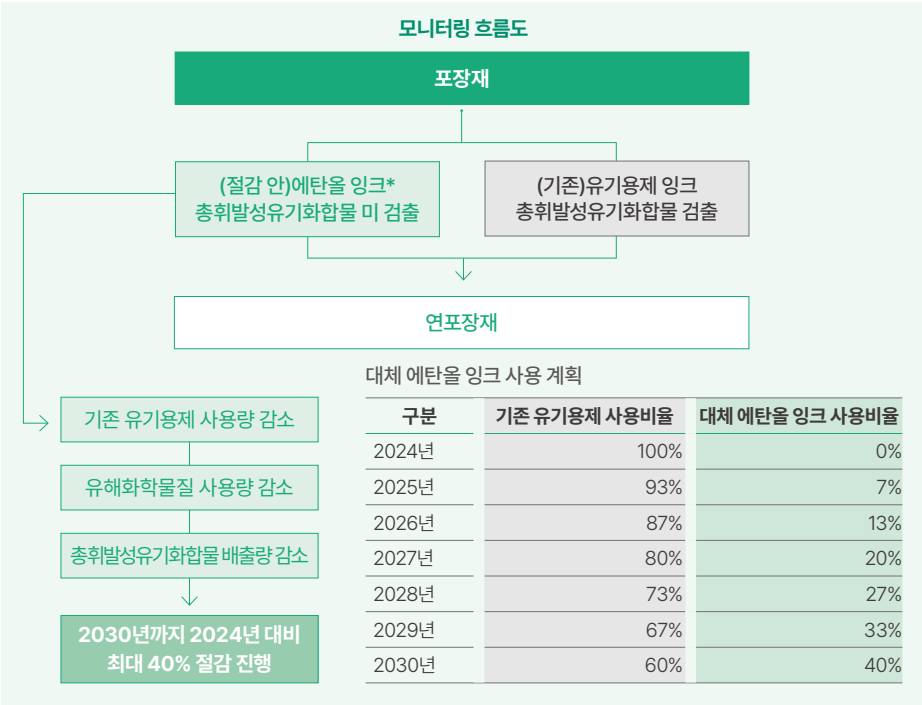 모니터링 흐름도
포장재
(절감 안)에탄올 잉크*
총휘발성유기화합물 미 검출
(기존)유기용제 잉크
총휘발성유기화합물 검출
연포장재
기존 유기용제 사용량 감소
유해화학물질 사용량 감소
총휘발성유기화합물 배출량 감소
2030년까지 2024년 대비
최대 40% 절감 진행
대체 에탄올 잉크 사용 계획
구분 기존 유기용제 사용비율 대체 에탄올 잉크 사용비율
2024년 100% 0%
2025년 93% 7%
2026년 87% 13%
2027년 80% 20%
2028년 73% 27%
2029년 67% 33%
2030년 60% 40%